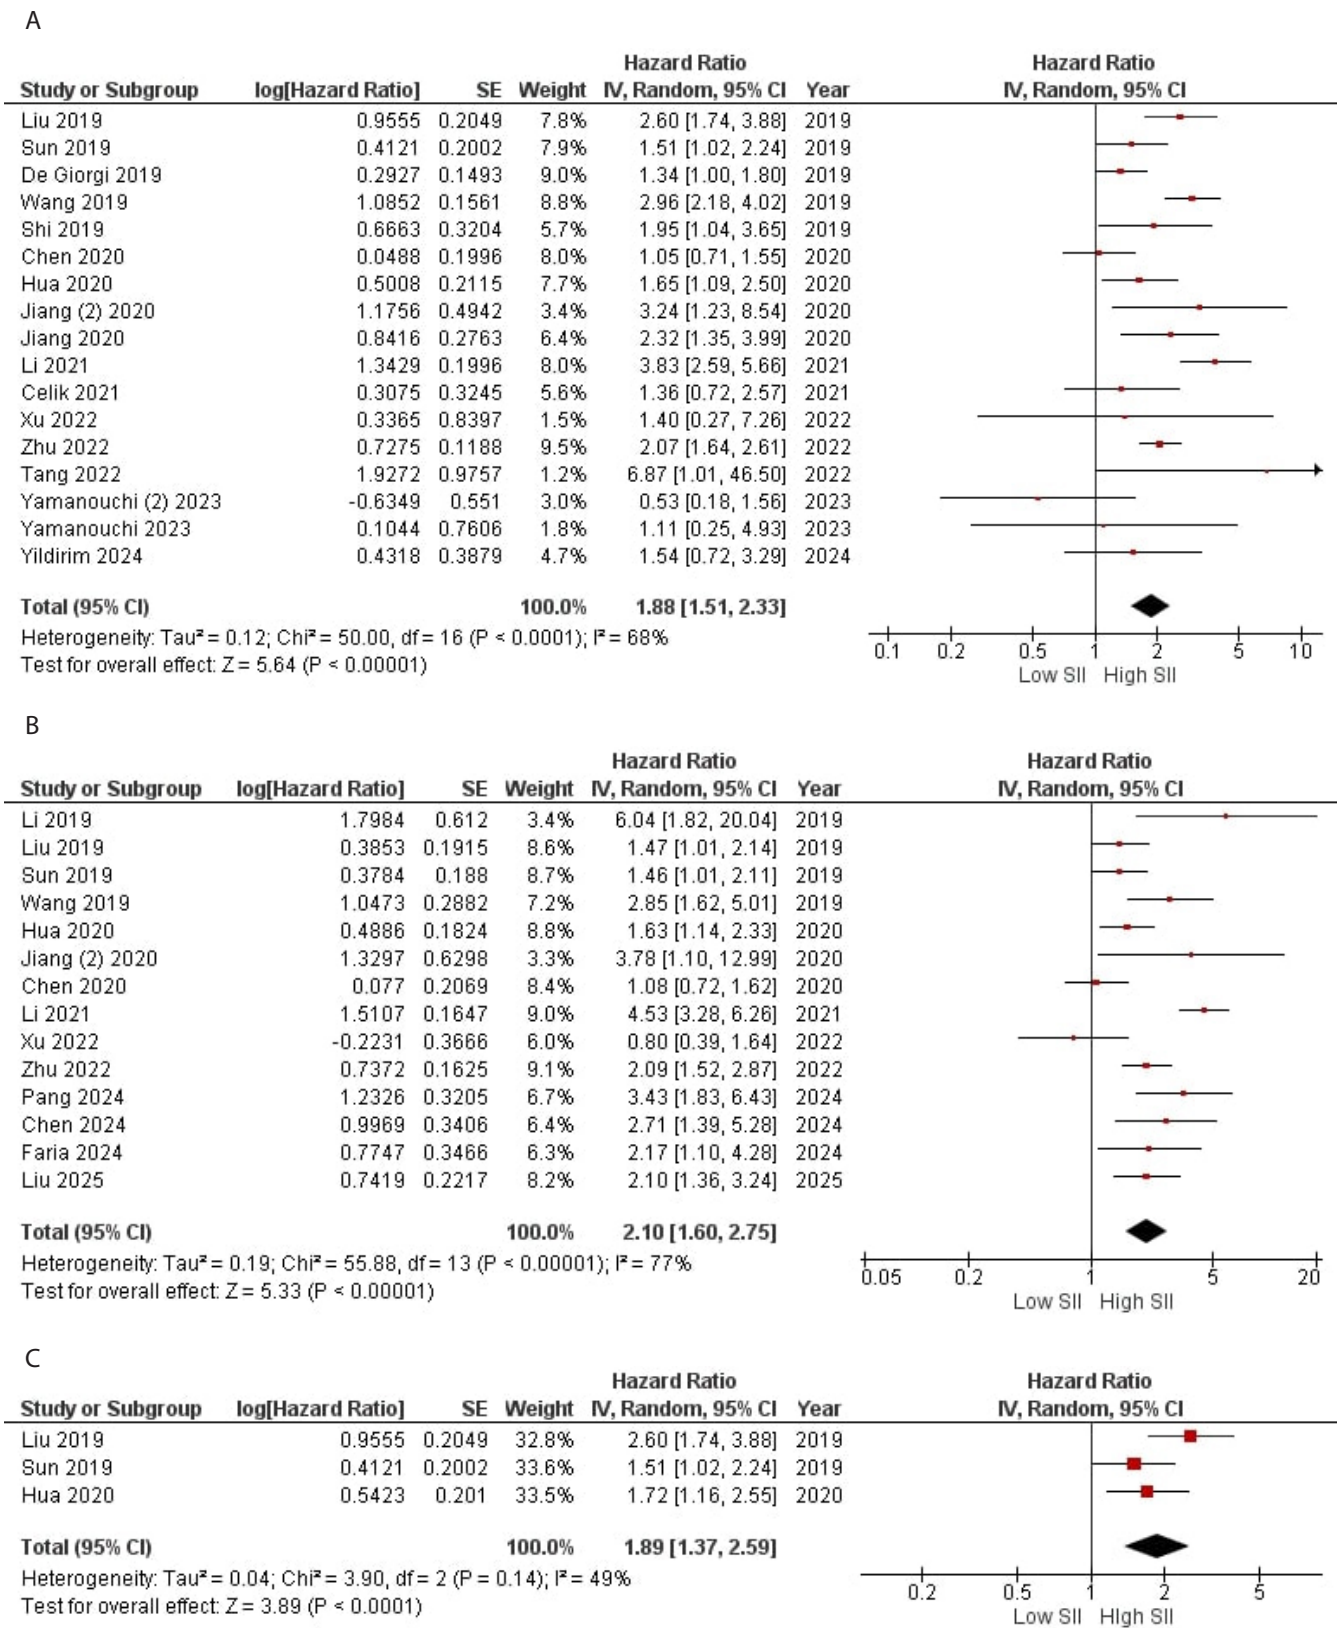 A
Hazard Ratio Hazard Ratio
Study or Subgroup log[Hazard Ratio] SE Weight IV, Random, 95% CI Year IV, Random, 95% CI
Liu 2019 0.9555 0.2049 7.8% 2.60 [1.74, 3.88] 2019
Sun 2019 0.4121 0.2002 7.9% 1.51 [1.02, 2.24] 2019
De Giorgi 2019 0.2927 0.1493 9.0% 1.34 [1.00, 1.80] 2019
Wang 2019 1.0852 0.1561 8.8% 2.96 [2.18, 4.02] 2019
Shi 2019 0.6663 0.3204 5.7% 1.95 [1.04, 3.65] 2019
Chen 2020 0.0488 0.1996 8.0% 1.05 [0.71, 1.55] 2020
Hua 2020 0.5008 0.2115 7.7% 1.65 [1.09, 2.50] 2020
Jiang (2) 2020 1.1756 0.4942 3.4% 3.24 [1.23, 8.54] 2020
Jiang 2020 0.8416 0.2763 6.4% 2.32 [1.35, 3.99] 2020
Li 2021 1.3429 0.1996 8.0% 3.83 [2.59, 5.66] 2021
Celik 2021 0.3075 0.3245 5.6% 1.36 [0.72, 2.57] 2021
Xu 2022 0.3365 0.8397 1.5% 1.40 [0.27, 7.26] 2022
Zhu 2022 0.7275 0.1188 9.5% 2.07 [1.64, 2.61] 2022
Tang 2022 1.9272 0.9757 1.2% 6.87 [1.01, 46.50] 2022
Yamanouchi (2) 2023 -0.6349 0.551 3.0% 0.53 [0.18, 1.56] 2023
Yamanouchi 2023 0.1044 0.7606 1.8% 1.11 [0.25, 4.93] 2023
Yildirim 2024 0.4318 0.3879 4.7% 1.54 [0.72, 3.29] 2024
Total (95% CI) 100.0% 1.88 [1.51, 2.33]
Heterogeneity: Tau² = 0.12; Chi² = 50.00, df = 16 (P < 0.0001); I² = 68%
Test for overall effect: Z = 5.64 (P < 0.00001)
0.1 0.2 0.5 1 2 5 10
Low SII High SII
B
Hazard Ratio Hazard Ratio
Study or Subgroup log[Hazard Ratio] SE Weight IV, Random, 95% CI Year IV, Random, 95% CI
Li 2019 1.7984 0.612 3.4% 6.04 [1.82, 20.04] 2019
Liu 2019 0.3853 0.1915 8.6% 1.47 [1.01, 2.14] 2019
Sun 2019 0.3784 0.188 8.7% 1.46 [1.01, 2.11] 2019
Wang 2019 1.0473 0.2882 7.2% 2.85 [1.62, 5.01] 2019
Hua 2020 0.4886 0.1824 8.8% 1.63 [1.14, 2.33] 2020
Jiang (2) 2020 1.3297 0.6298 3.3% 3.78 [1.10, 12.99] 2020
Chen 2020 0.077 0.2069 8.4% 1.08 [0.72, 1.62] 2020
Li 2021 1.5107 0.1647 9.0% 4.53 [3.28, 6.26] 2021
Xu 2022 -0.2231 0.3666 6.0% 0.80 [0.39, 1.64] 2022
Zhu 2022 0.7372 0.1625 9.1% 2.09 [1.52, 2.87] 2022
Pang 2024 1.2326 0.3205 6.7% 3.43 [1.83, 6.43] 2024
Chen 2024 0.9969 0.3406 6.4% 2.71 [1.39, 5.28] 2024
Faria 2024 0.7747 0.3466 6.3% 2.17 [1.10, 4.28] 2024
Liu 2025 0.7419 0.2217 8.2% 2.10 [1.36, 3.24] 2025
Total (95% CI) 100.0% 2.10 [1.60, 2.75]
Heterogeneity: Tau² = 0.19; Chi² = 55.88, df = 13 (P < 0.00001); I² = 77%
Test for overall effect: Z = 5.33 (P < 0.00001)
0.05 0.2 1 5 20
Low SII High SII
C
Hazard Ratio Hazard Ratio
Study or Subgroup log[Hazard Ratio] SE Weight IV, Random, 95% CI Year IV, Random, 95% CI
Liu 2019 0.9555 0.2049 32.8% 2.60 [1.74, 3.88] 2019
Sun 2019 0.4121 0.2002 33.6% 1.51 [1.02, 2.24] 2019
Hua 2020 0.5423 0.201 33.5% 1.72 [1.16, 2.55] 2020
Total (95% CI) 100.0% 1.89 [1.37, 2.59]
Heterogeneity: Tau² = 0.04; Chi² = 3.90, df = 2 (P = 0.14); I² = 49%
Test for overall effect: Z = 3.89 (P < 0.0001)
0.2 0.5 1 2 5
Low SII HIgh SII